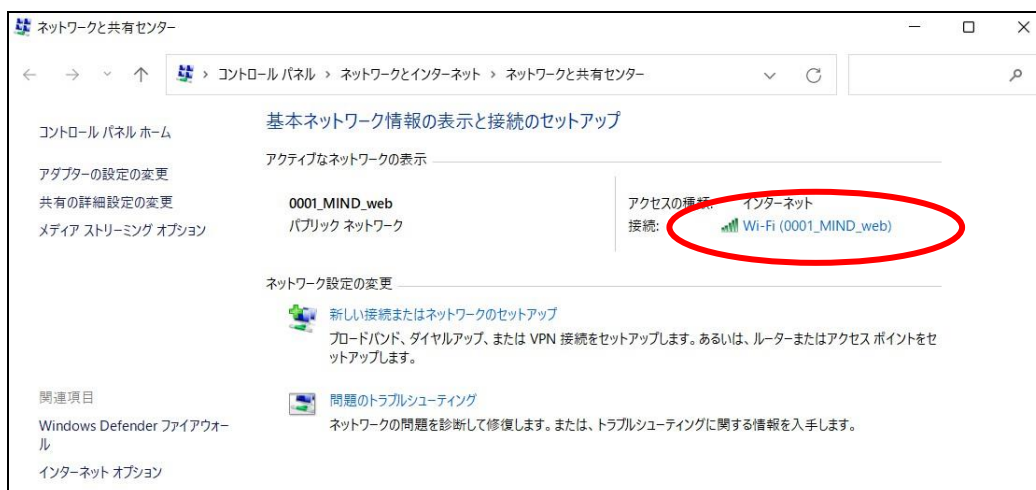 ネットワークと共有センター
コントロール パネル › ネットワークとインターネット › ネットワークと共有センター
コントロール パネル ホーム
アダプターの設定の変更
共有の詳細設定の変更
メディア ストリーミング オプション
基本ネットワーク情報の表示と接続のセットアップ
アクティブなネットワークの表示
0001_MIND_web
パブリック ネットワーク
アクセスの種類: インターネット
接続: Wi-Fi (0001_MIND_web)
ネットワーク設定の変更
新しい接続またはネットワークのセットアップ
ブロードバンド、ダイヤルアップ、または VPN 接続をセットアップします。あるいは、ルーターまたはアクセス ポイントをセ
ットアップします。
問題のトラブルシューティング
ネットワークの問題を診断して修復します。または、トラブルシューティングに関する情報を入手します。
関連項目
Windows Defender ファイアウォー
ル
インターネット オプション